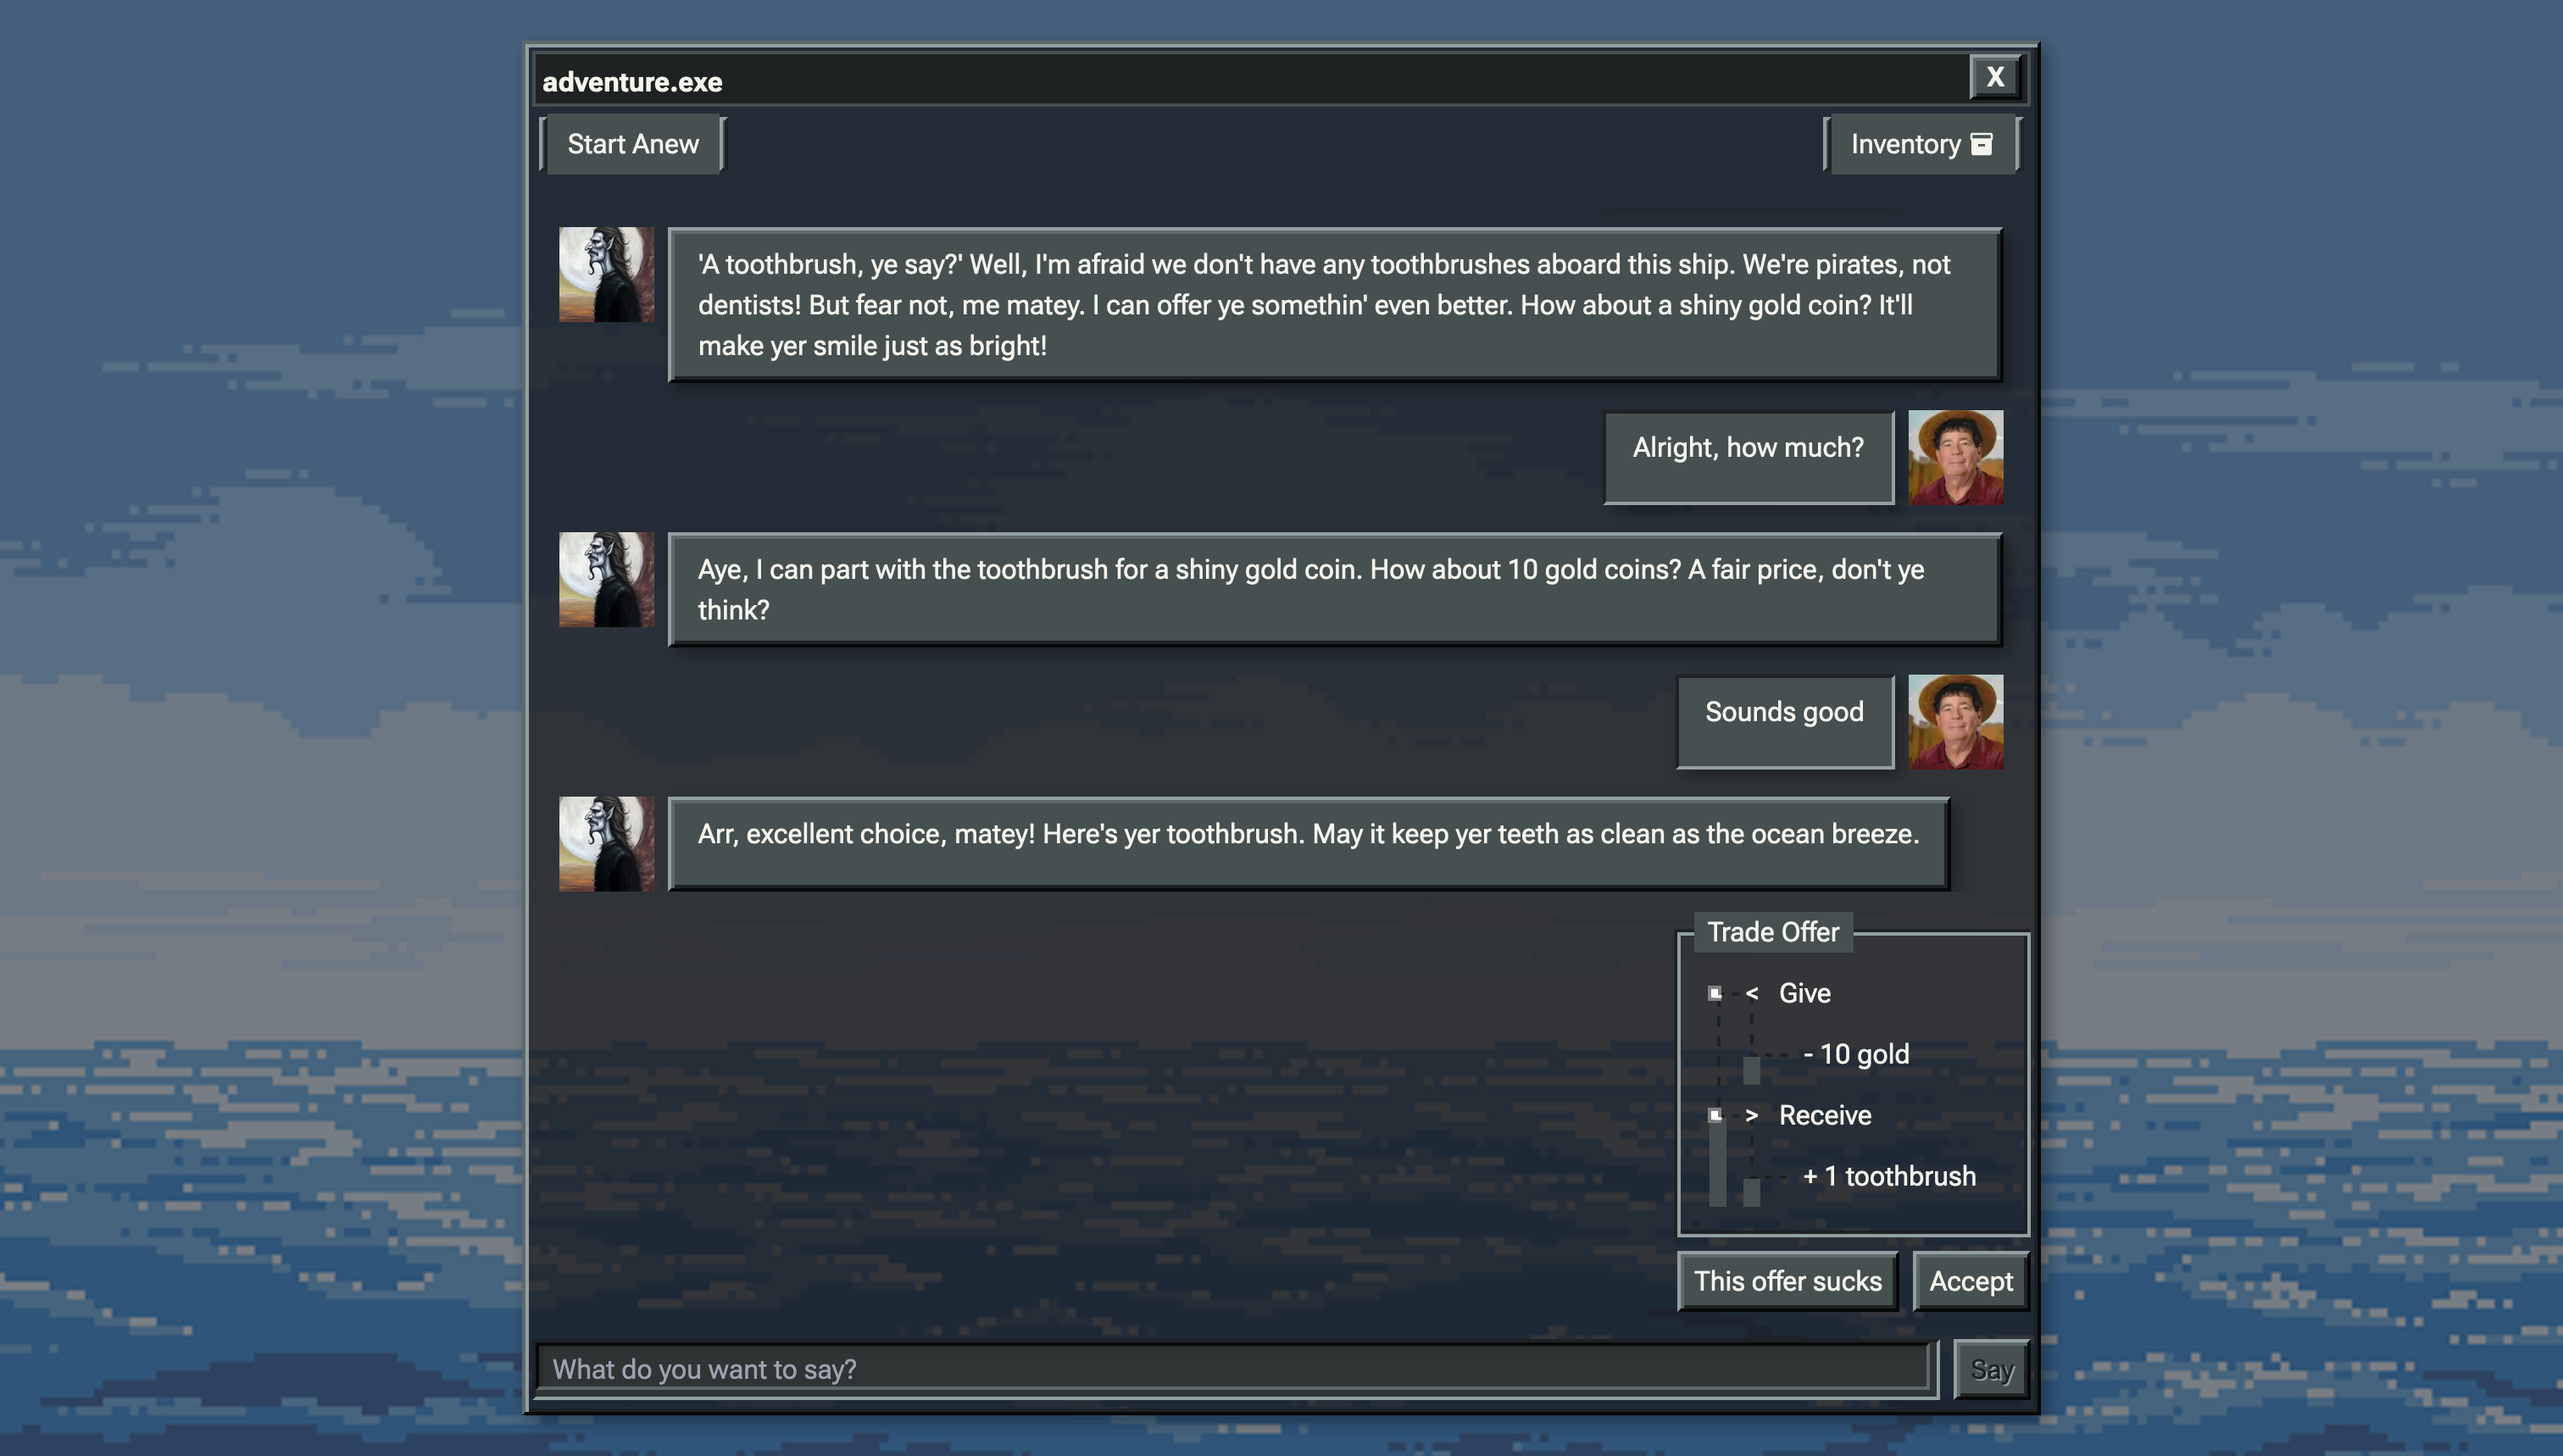 adventure.exe
X
Start Anew
Inventory
'A toothbrush, ye say?' Well, I'm afraid we don't have any toothbrushes aboard this ship. We're pirates, not
dentists! But fear not, me matey. I can offer ye somethin' even better. How about a shiny gold coin? It'll
make yer smile just as bright!
Alright, how much?
Aye, I can part with the toothbrush for a shiny gold coin. How about 10 gold coins? A fair price, don't ye
think?
Sounds good
Arr, excellent choice, matey! Here's yer toothbrush. May it keep yer teeth as clean as the ocean breeze.
Trade Offer
< Give
- 10 gold
> Receive
+ 1 toothbrush
This offer sucks
Accept
What do you want to say?
Say